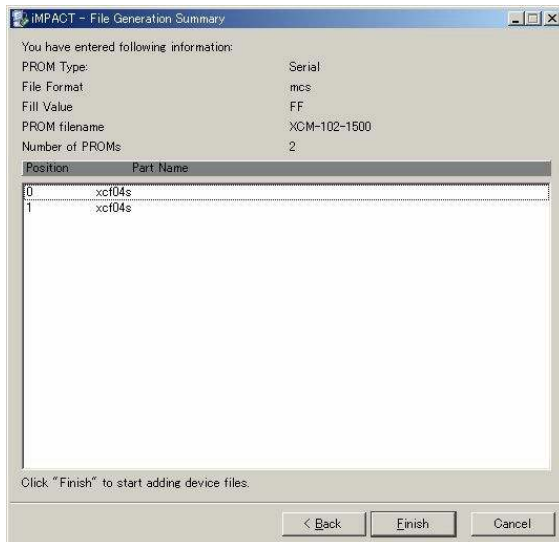 iMPACT - File Generation Summary
You have entered following information:
PROM Type: Serial
File Format mcs
Fill Value FF
PROM filename XCM-102-1500
Number of PROMs 2
Position Part Name
0 xcf04s
1 xcf04s
Click "Finish" to start adding device files.
< Back Finish Cancel